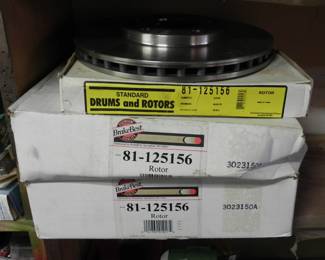 STANDARD
DRUMS and ROTORS
81-125156
ROTOR
BrakeBest
81-125156
Rotor
3023150A
BrakeBest
81-125156
Rotor
3023150A